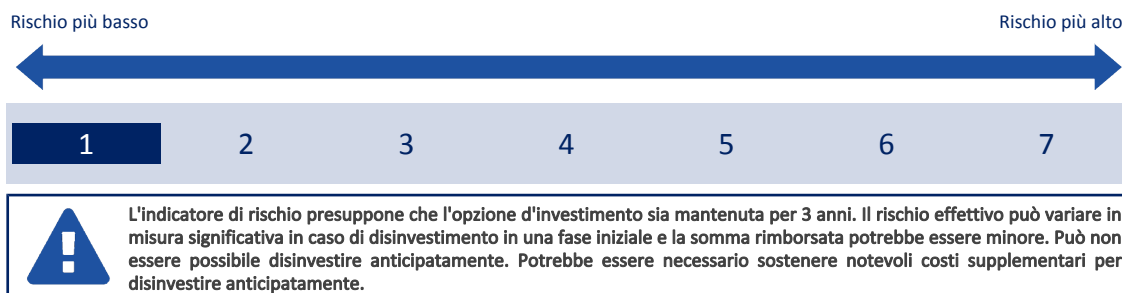 Rischio più basso Rischio più alto
1 2 3 4 5 6 7
L'indicatore di rischio presuppone che l'opzione d'investimento sia mantenuta per 3 anni. Il rischio effettivo può variare in
misura significativa in caso di disinvestimento in una fase iniziale e la somma rimborsata potrebbe essere minore. Può non
essere possibile disinvestire anticipatamente. Potrebbe essere necessario sostenere notevoli costi supplementari per
disinvestire anticipatamente.